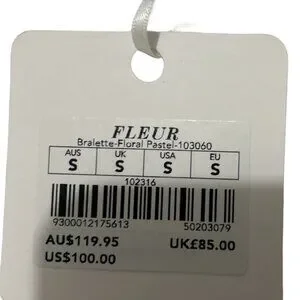 FLEUR
Bralette-Floral Pastel-103060
AUS UK USA EU
S S S S
102316
9300012175613 50203079
AU$119.95 UK£85.00
US$100.00